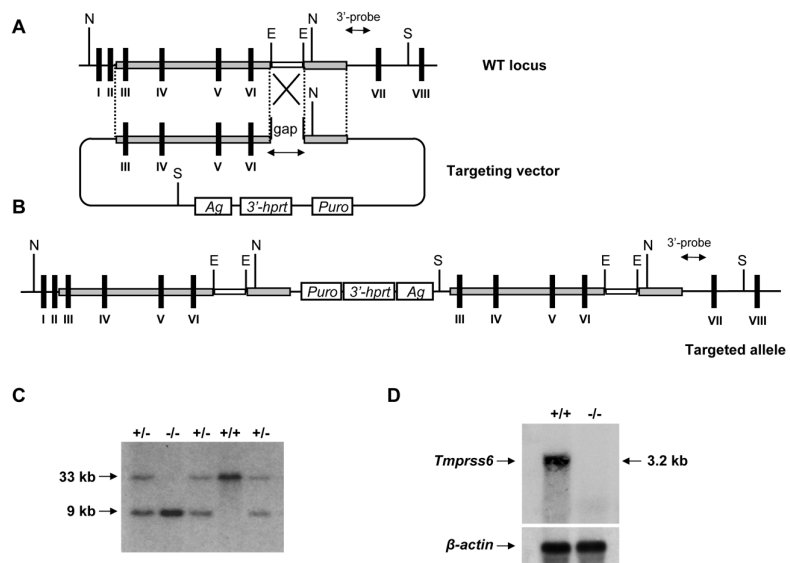 A
N
E
E
N
3'-probe
S
WT locus
I II III IV V VI VII VIII
N
gap
III IV V VI
Targeting vector
S
Ag 3'-hprt Puro
B
N
E
E
N
S
E
E
N
3'-probe
S
Puro 3'-hprt Ag
I II III IV V VI III IV V VI VII VIII
Targeted allele
C
+/- -/- +/- +/+ +/-
33 kb
9 kb
D
+/+ -/-
Tmprss6
3.2 kb
β-actin